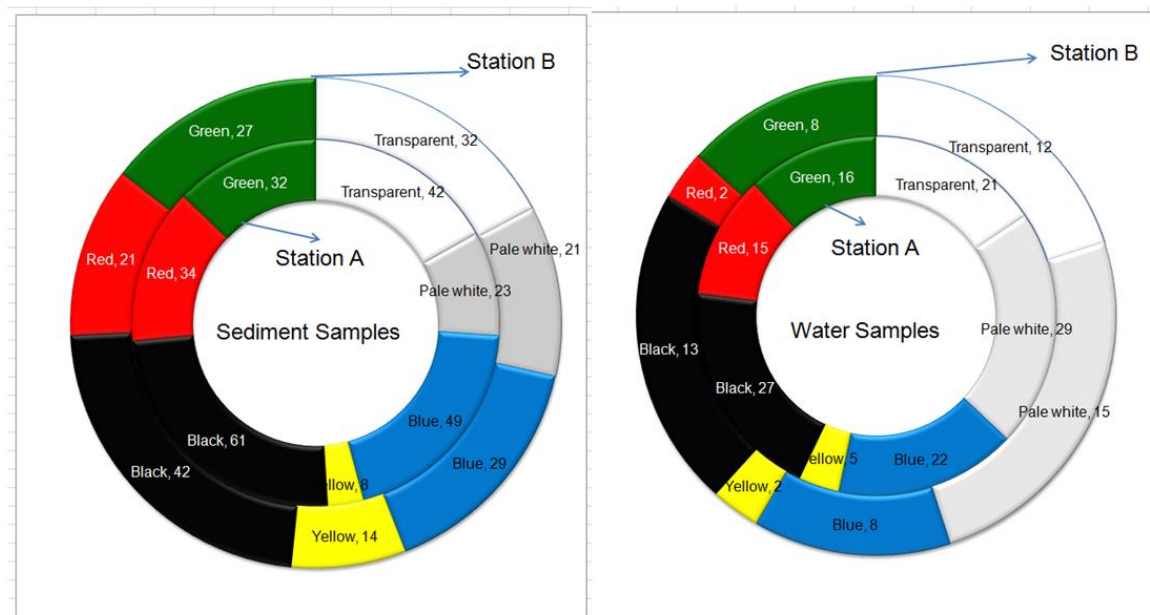 Station B
Green, 27
Transparent, 32
Green, 32
Transparent, 42
Red, 21
Red, 34
Station A
Pale white, 21
Pale white, 23
Sediment Samples
Black, 61
Blue, 49
Black, 42
Blue, 29
ellow, 8
Yellow, 14
Station B
Green, 8
Transparent, 12
Red, 2
Green, 16
Transparent, 21
Red, 15
Station A
Water Samples
Pale white, 29
Black, 13
Black, 27
Pale white, 15
ellow, 5
Blue, 22
Yellow, 2
Blue, 8